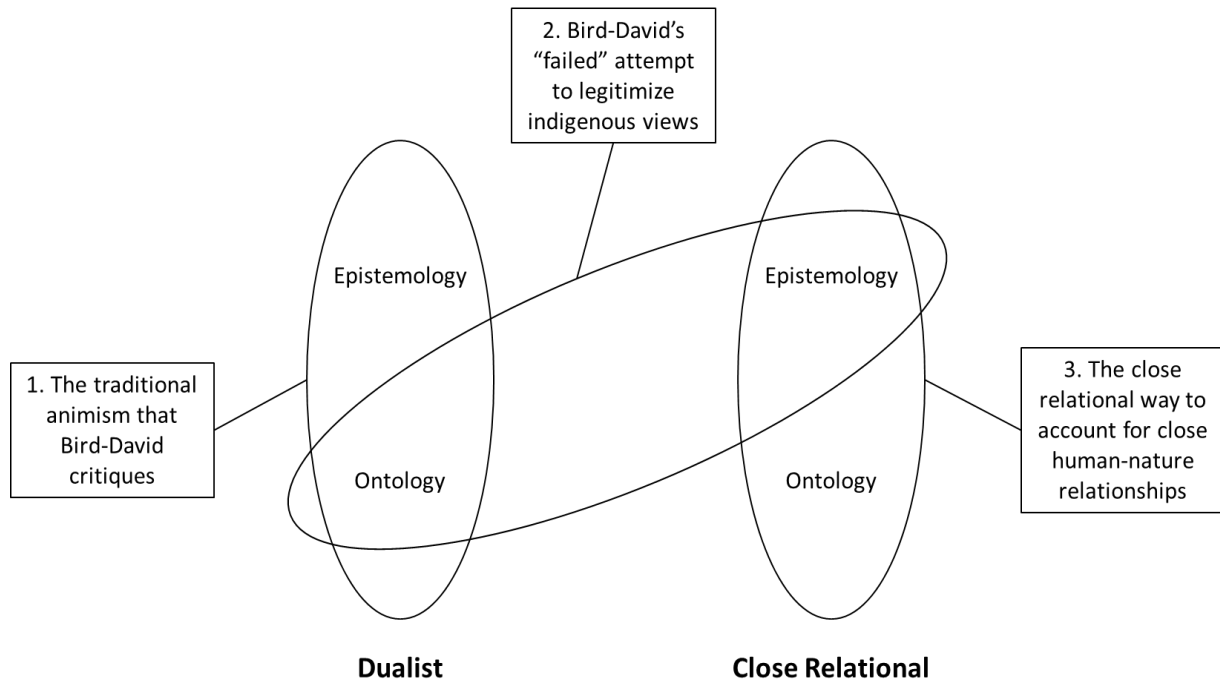 2. Bird-David’s
“failed” attempt
to legitimize
indigenous views
Epistemology
Epistemology
1. The traditional
animism that
Bird-David
critiques
3. The close
relational way to
account for close
human-nature
relationships
Ontology
Ontology
Dualist
Close Relational